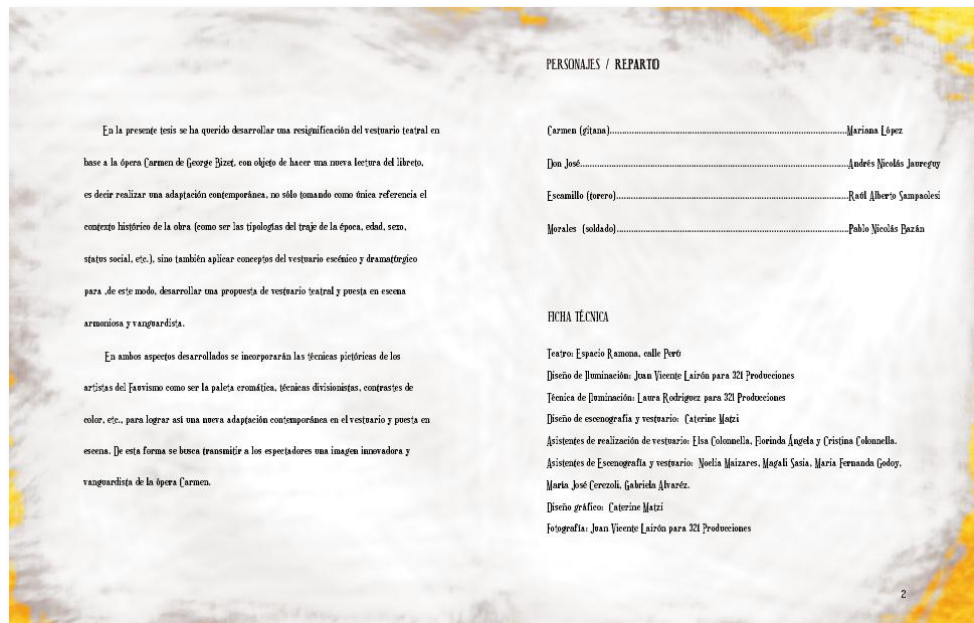 En la presente tesis se ha querido desarrollar una resignificación del vestuario teatral en
base a la ópera Carmen de George Bizet, con objeto de hacer una nueva lectura del libreto,
es decir realizar una adaptación contemporánea, no sólo tomando como única referencia el
contexto histórico de la obra (como ser las tipologías del traje de la época, edad, sexo,
status social, etc.), sino también aplicar conceptos del vestuario escénico y dramatúrgico
para ,de este modo, desarrollar una propuesta de vestuario teatral y puesta en escena
armoniosa y vanguardista.
En ambos aspectos desarrollados se incorporarán las técnicas pictóricas de los
artistas del Fauvismo como ser la paleta cromática, técnicas divisionistas, contrastes de
color, etc., para lograr así una nueva adaptación contemporánea en el vestuario y puesta en
escena. De esta forma se busca transmitir a los espectadores una imagen innovadora y
vanguardista de la ópera Carmen.
PERSONAJES / REPARTO
Carmen (gitana)..........Mariana López
Don José..........Andrés Nicolás Jaureguy
Escamillo (torero)..........Raúl Alberto Sampaolesi
Morales (soldado)..........Pablo Nicolás Bazán
FICHA TÉCNICA
Teatro: Espacio Ramona, calle Perú
Diseño de Iluminación: Juan Vicente Lairón para 321 Producciones
Técnica de Iluminación: Laura Rodriguez para 321 Producciones
Diseño de escenografía y vestuario: Caterine Matzi
Asistentes de realización de vestuario: Elsa Colonnella, Florinda Ángela y Cristina Colonnella.
Asistentes de Escenografía y vestuario: Noelia Maizares, Magalí Sasia, María Fernanda Godoy,
María José Cerezoli, Gabriela Alvaréz.
Diseño gráfico: Caterine Matzi
Fotografía: Juan Vicente Lairón para 321 Producciones
2